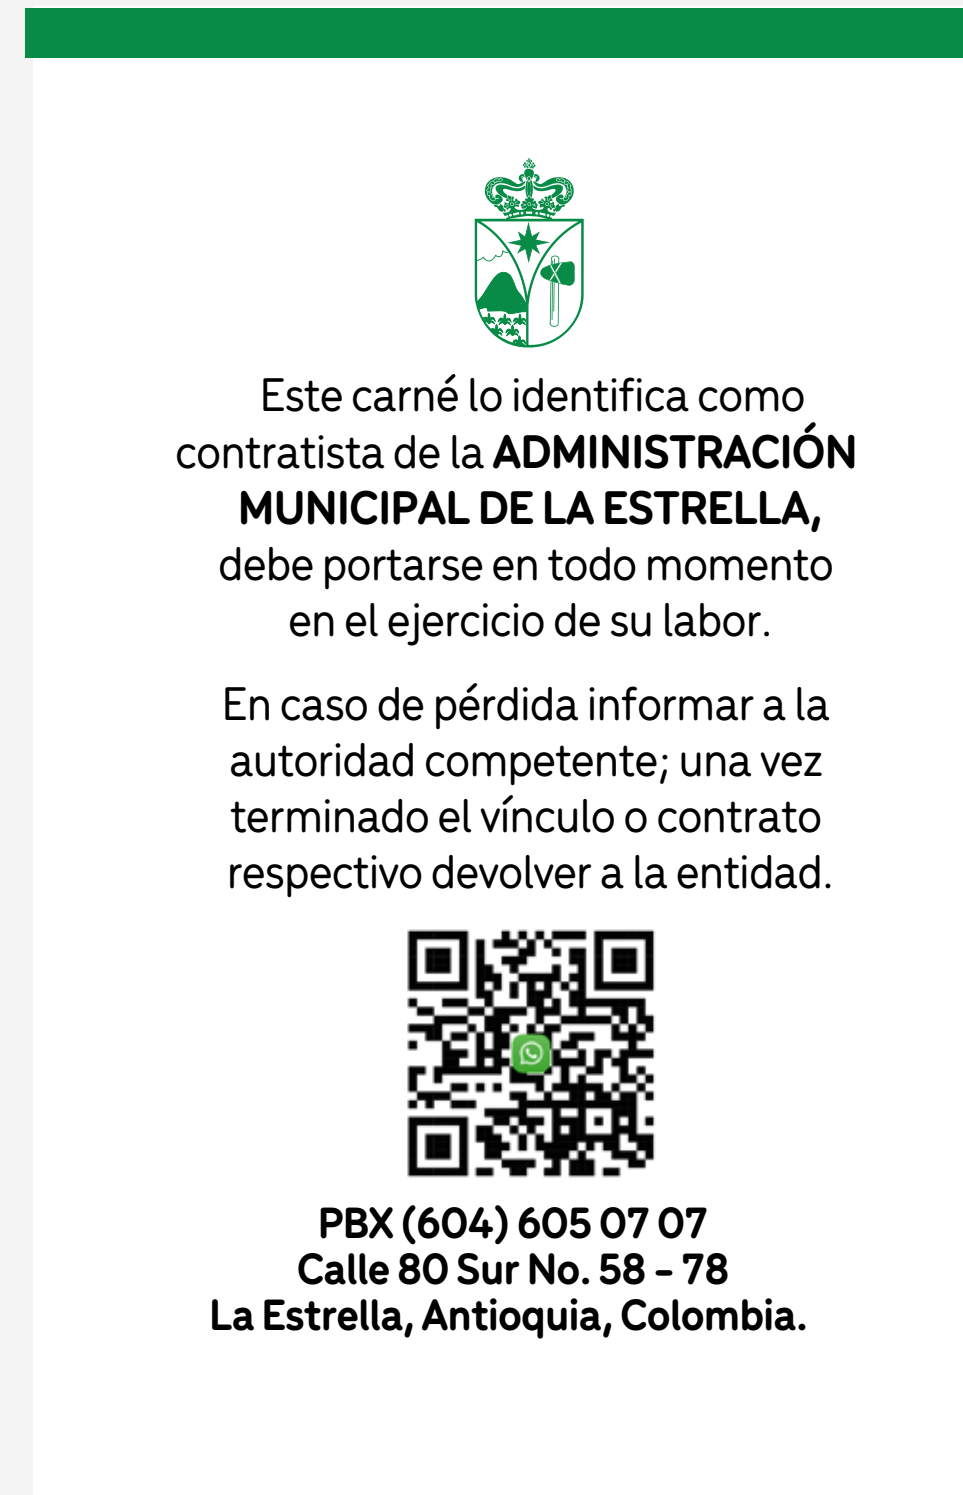 Este carné lo identifica como
contratista de la ADMINISTRACIÓN
MUNICIPAL DE LA ESTRELLA,
debe portarse en todo momento
en el ejercicio de su labor.
En caso de pérdida informar a la
autoridad competente; una vez
terminado el vínculo o contrato
respectivo devolver a la entidad.
PBX (604) 605 07 07
Calle 80 Sur No. 58 - 78
La Estrella, Antioquia, Colombia.